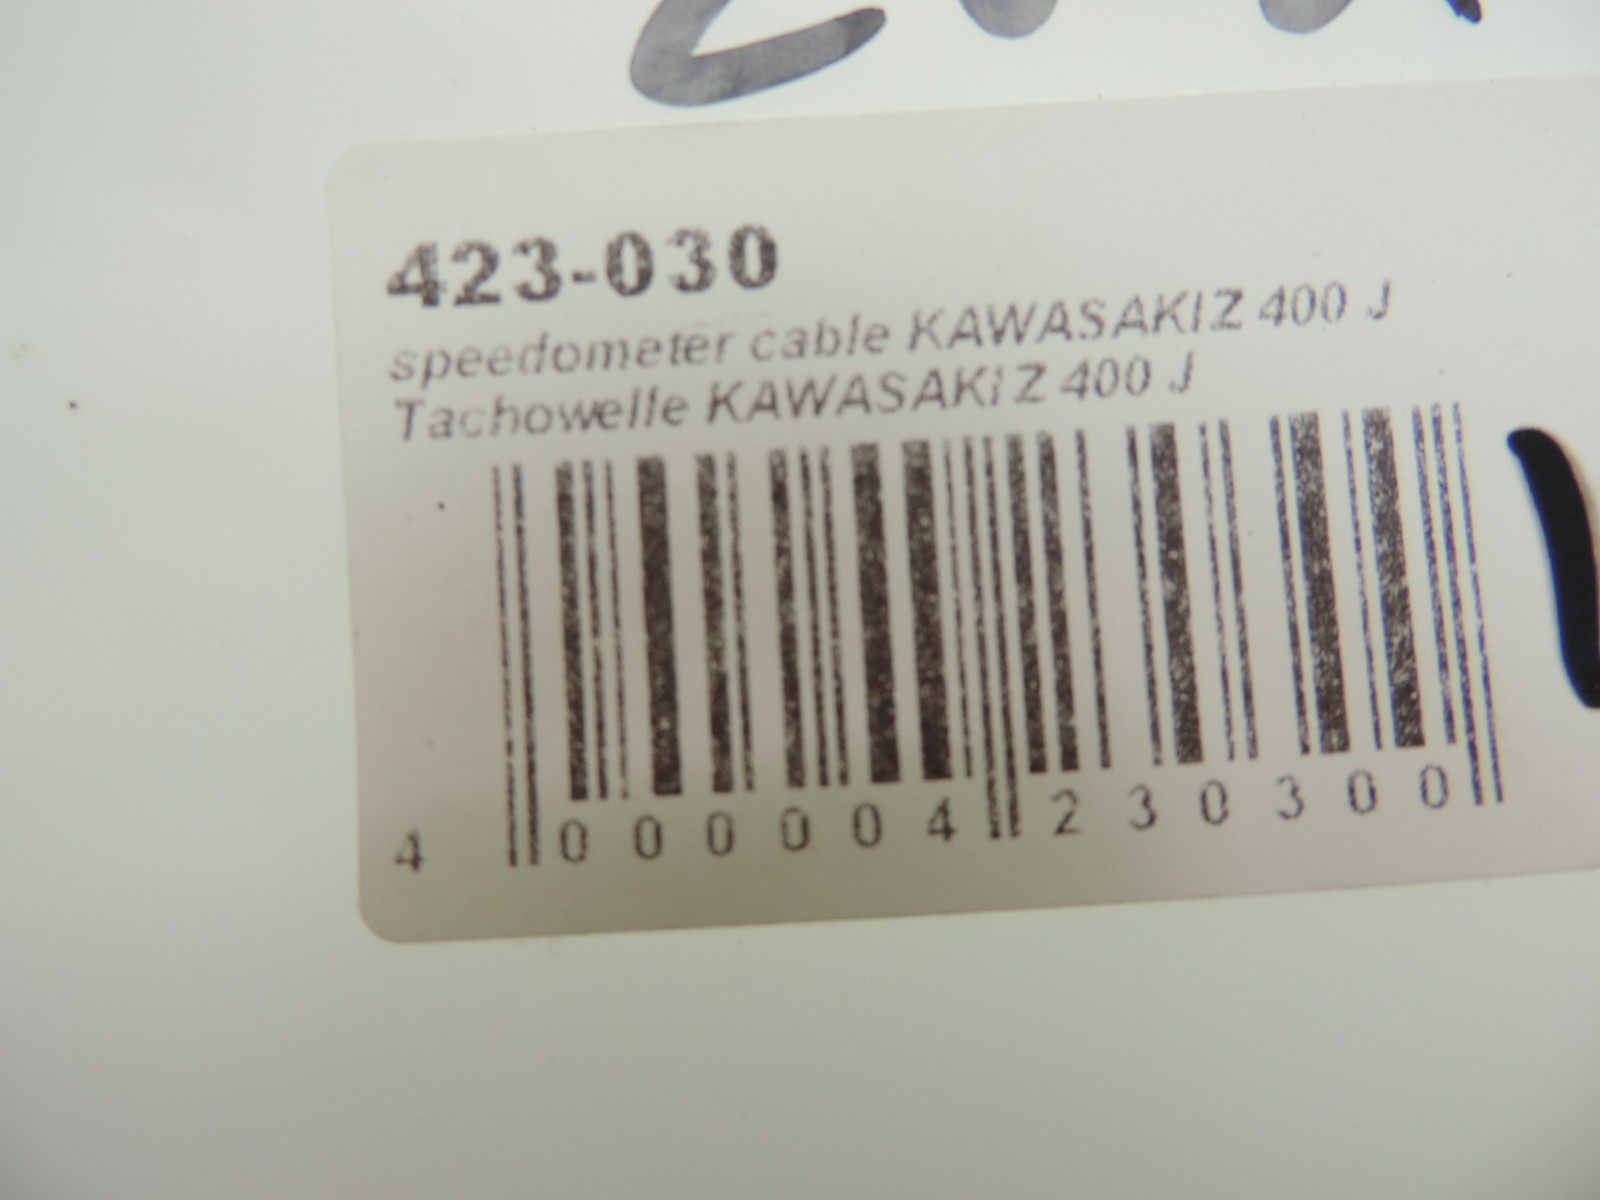 423-030
speedometer cable KAWASAKI Z 400 J
Tachowelle KAWASAKI Z 400 J
4 000004 230300